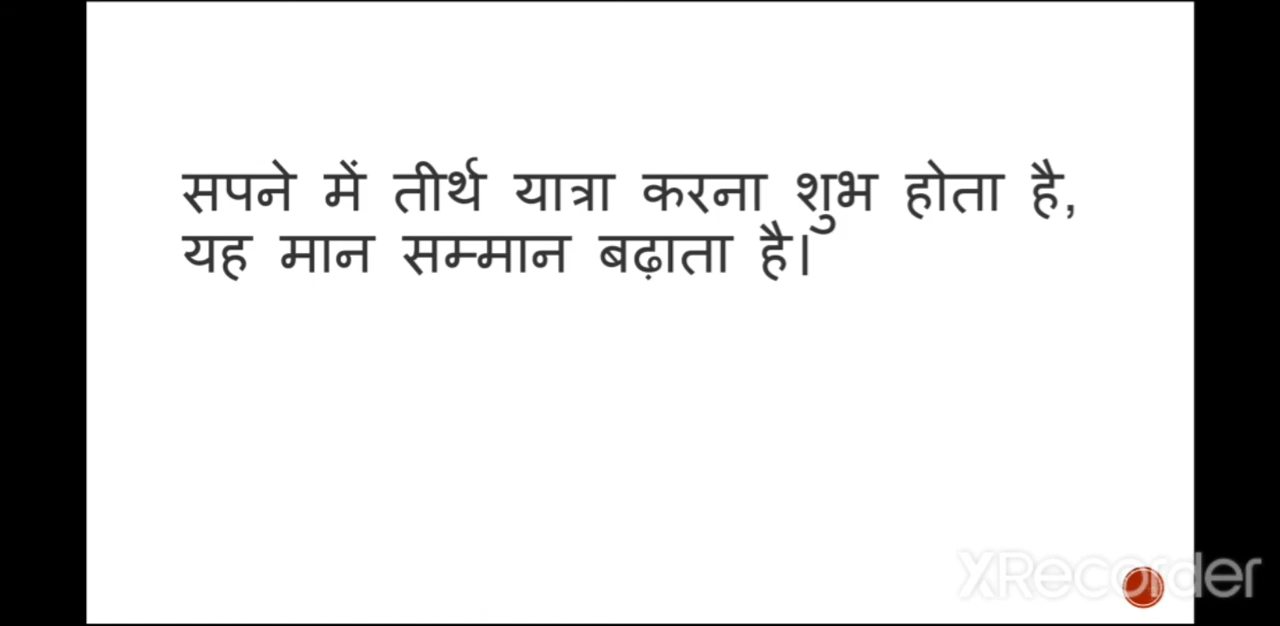 सपने में तीर्थ यात्रा करना शुभ होता है,
यह मान सम्मान बढ़ाता है।
XRecorder